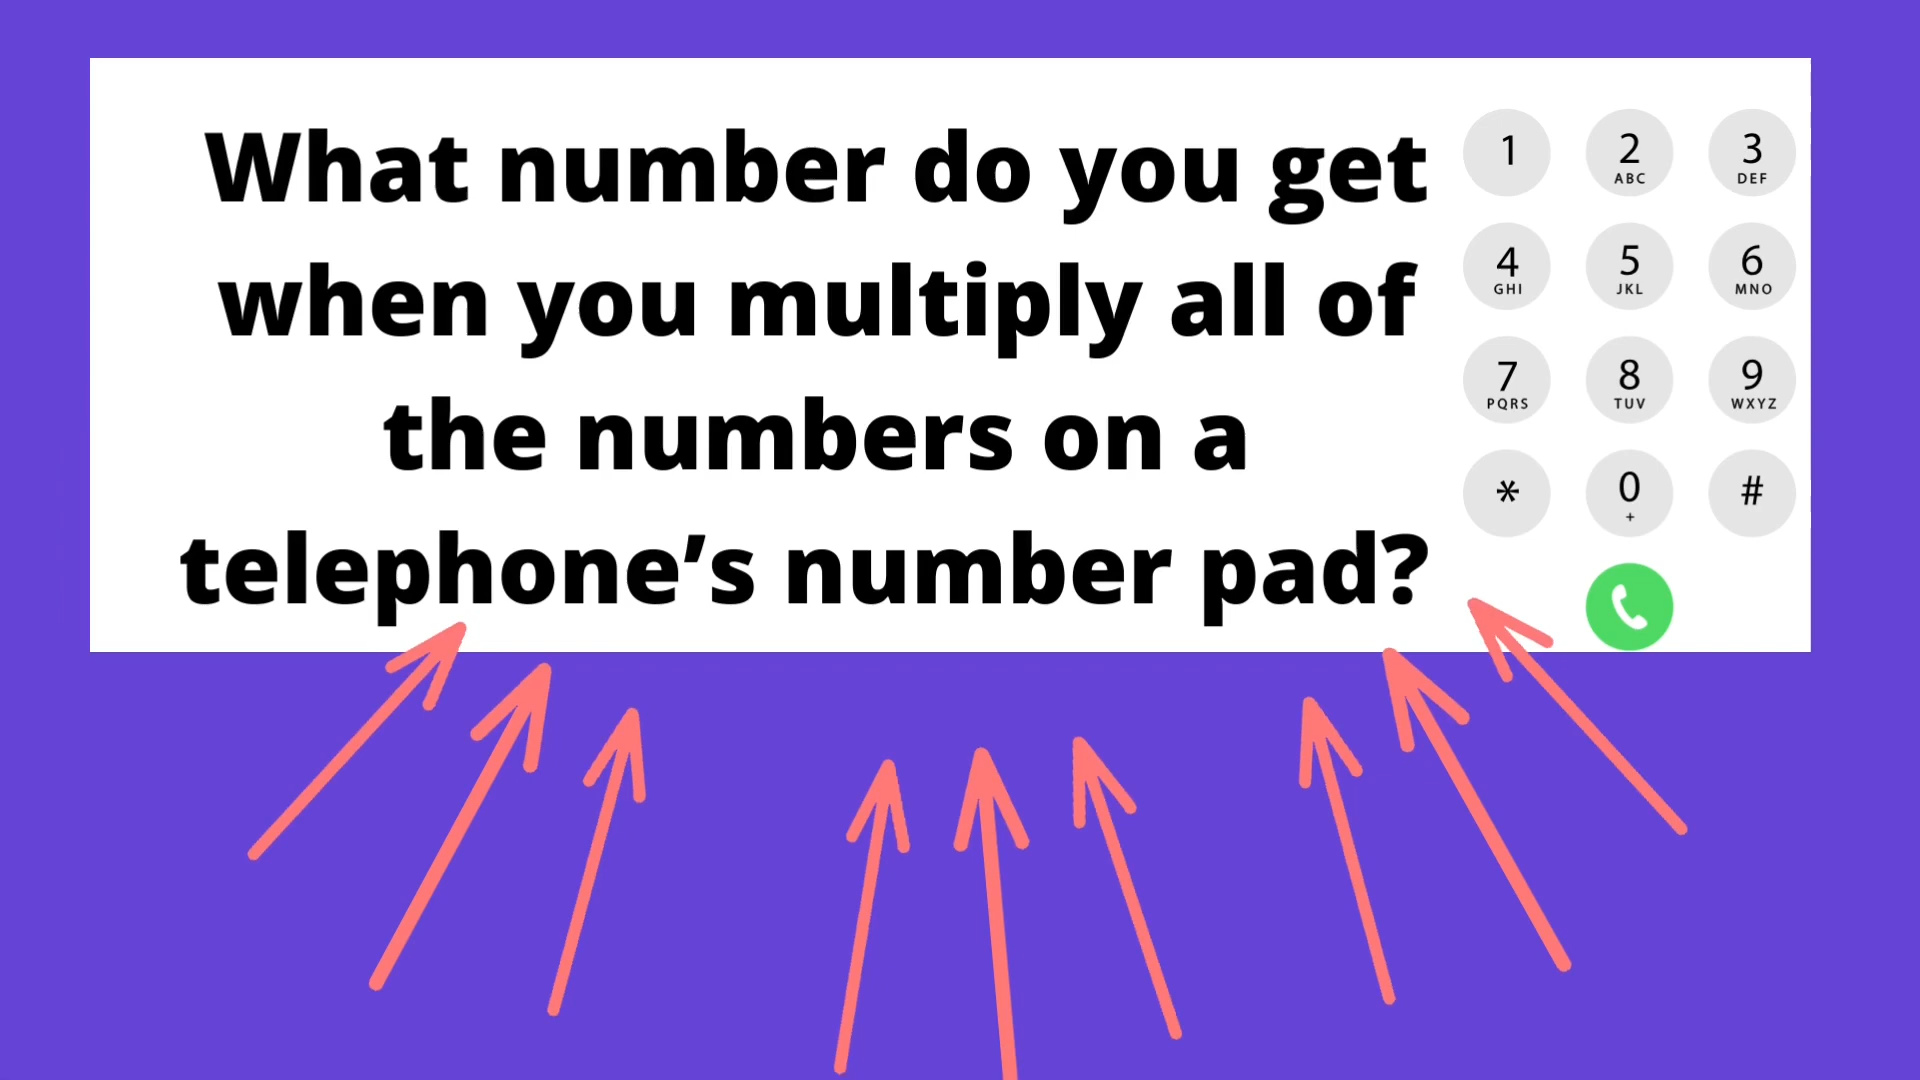 What number do you get
when you multiply all of
the numbers on a
telephone’s number pad?
1 2 3
ABC DEF
4 5 6
GHI JKL MNO
7 8 9
PQRS TUV WXYZ
* 0 #
+